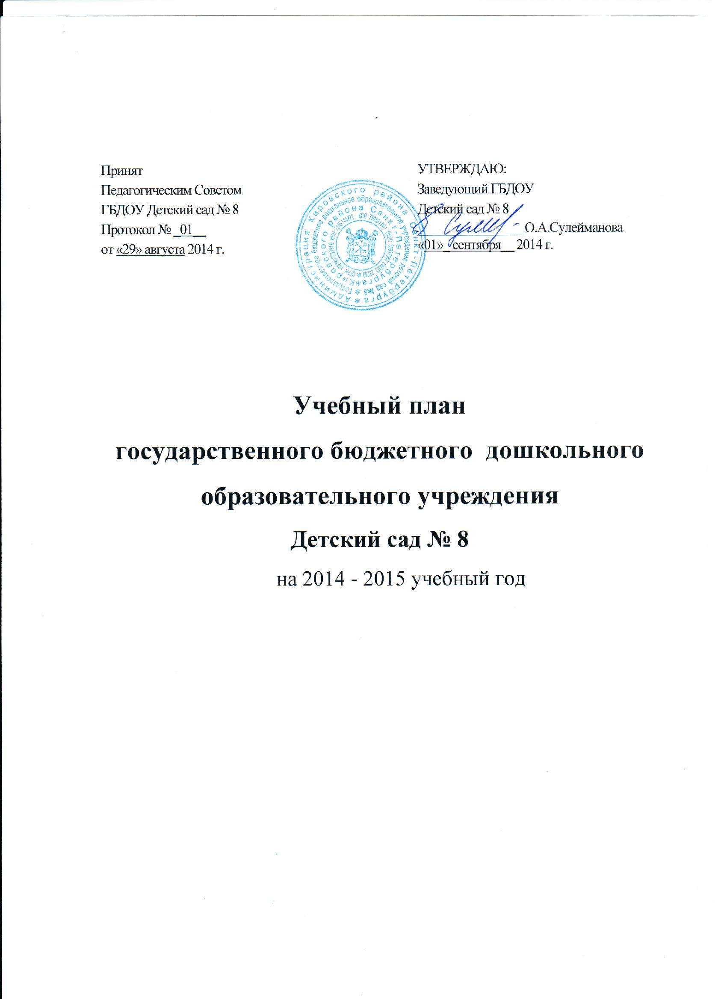 Принят
Педагогическим Советом
ГБДОУ Детский сад № 8
Протокол № _01__
от «29» августа 2014 г.
УТВЕРЖДАЮ:
Заведующий ГБДОУ
Детский сад № 8
О.А.Сулейманова
«01»_ сентября__2014 г.
Администрация Кировского района Санкт-Петербурга *
Государственное бюджетное дошкольное образовательное учреждение детский сад №8 *
Кировского района Санкт-Петербурга *
Учебный план
государственного бюджетного дошкольного
образовательного учреждения
Детский сад № 8
на 2014 - 2015 учебный год